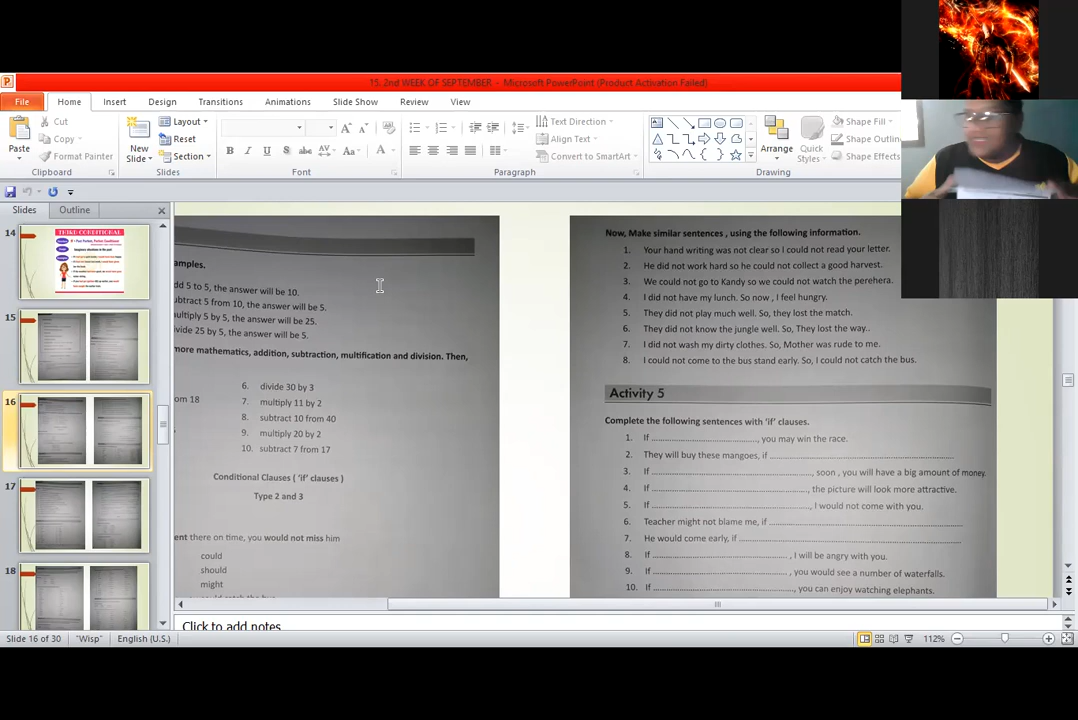 15. 2nd WEEK OF SEPTEMBER - Microsoft PowerPoint (Product Activation Failed)
File Home Insert Design Transitions Animations Slide Show Review View
Cut
Copy
Format Painter
Paste
Clipboard
New
Slide
Layout
Reset
Section
Slides
Font
Text Direction
Align Text
Convert to SmartArt
Paragraph
Arrange
Quick
Styles
Shape Fill
Shape
Shape Effects
Drawing
Slides Outline
14
THIRD CONDITIONAL
15
16
17
18
amples.
dd 5 to 5, the answer will be 10.
ubtract 5 from 10, the answer will be 5.
ultiply 5 by 5, the answer will be 25.
vide 25 by 5, the answer will be 5.
more mathematics, addition, subtraction, multification and division. Then,
om 18
6. divide 30 by 3
7. multiply 11 by 2
8. subtract 10 from 40
9. multiply 20 by 2
10. subtract 7 from 17
Conditional Clauses ( 'if' clauses )
Type 2 and 3
ent there on time, you would not miss him
could
should
might
could catch the bus
Now, Make similar sentences , using the following information.
1. Your hand writing was not clear so I could not read your letter.
2. He did not work hard so he could not collect a good harvest.
3. We could not go to Kandy so we could not watch the perehera.
4. I did not have my lunch. So now , I feel hungry.
5. They did not play much well. So, they lost the match.
6. They did not know the jungle well. So, They lost the way..
7. I did not wash my dirty clothes. So, Mother was rude to me.
8. I could not come to the bus stand early. So, I could not catch the bus.
Activity 5
Complete the following sentences with 'if' clauses.
1. If ................................, you may win the race.
2. They will buy these mangoes, if ................................
3. If ................................, soon , you will have a big amount of money.
4. If ................................, the picture will look more attractive.
5. If ................................, I would not come with you.
6. Teacher might not blame me, if ................................
7. He would come early, if ................................
8. If ................................, I will be angry with you.
9. If ................................, you would see a number of waterfalls.
10. If ................................, you can enjoy watching elephants.
Click to add notes
Slide 16 of 30 "Wisp" English (U.S.) 112%